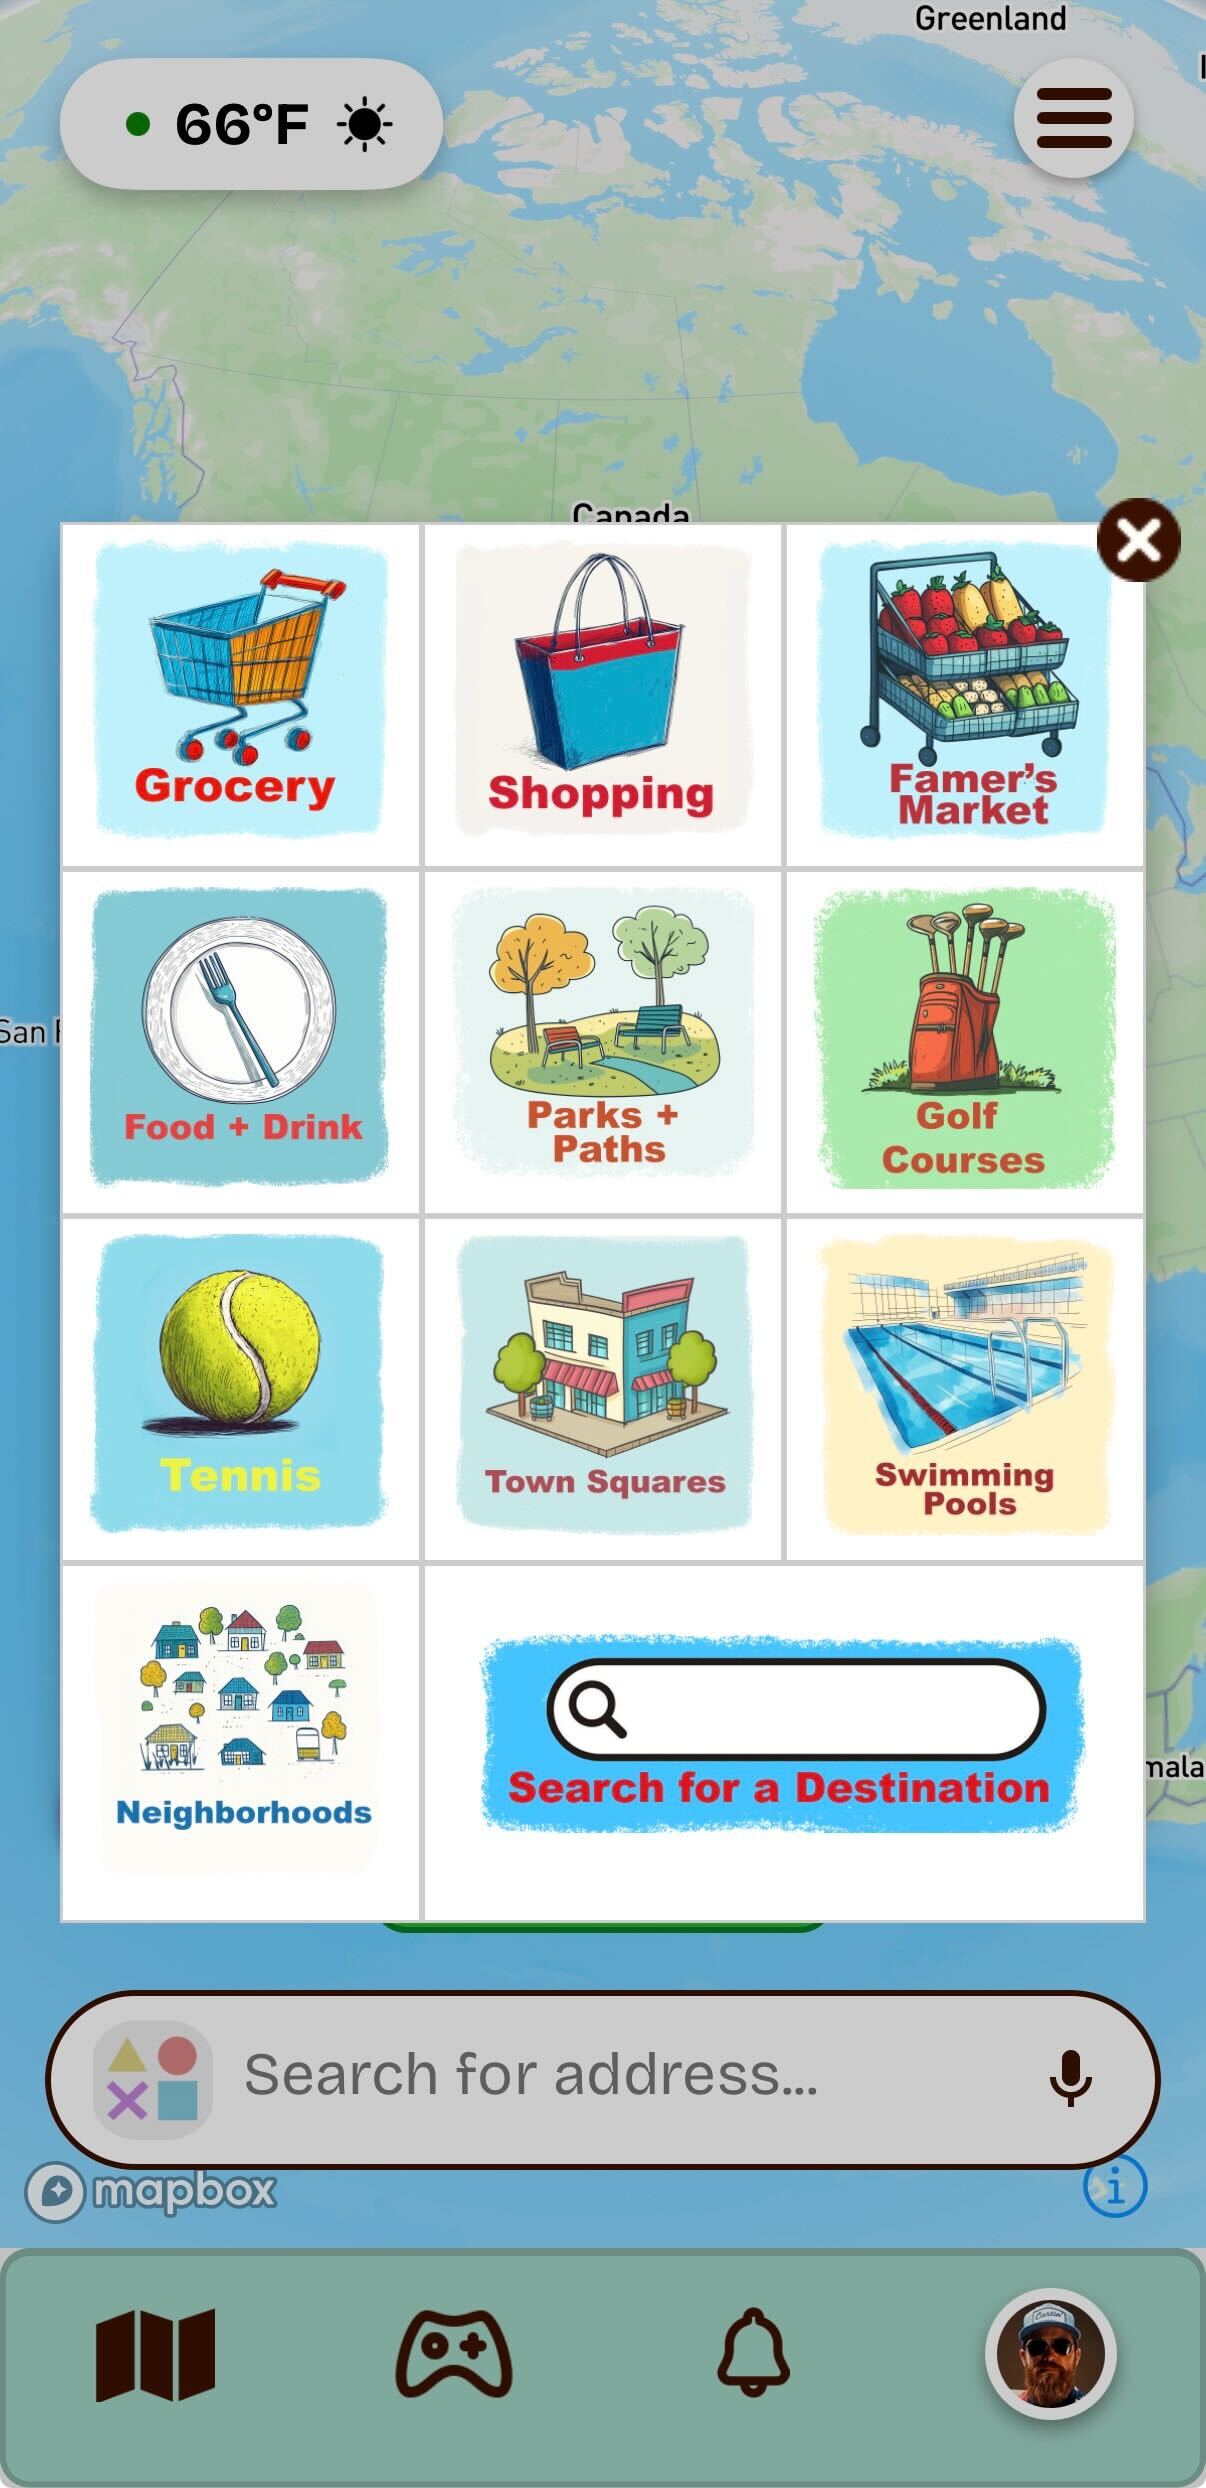 Greenland
66°F
Canada
Grocery
Shopping
Famer's
Market
San F
Food + Drink
Parks +
Paths
Golf
Courses
Tennis
Town Squares
Swimming
Pools
Neighborhoods
Search for a Destination
mala
Search for address...
mapbox